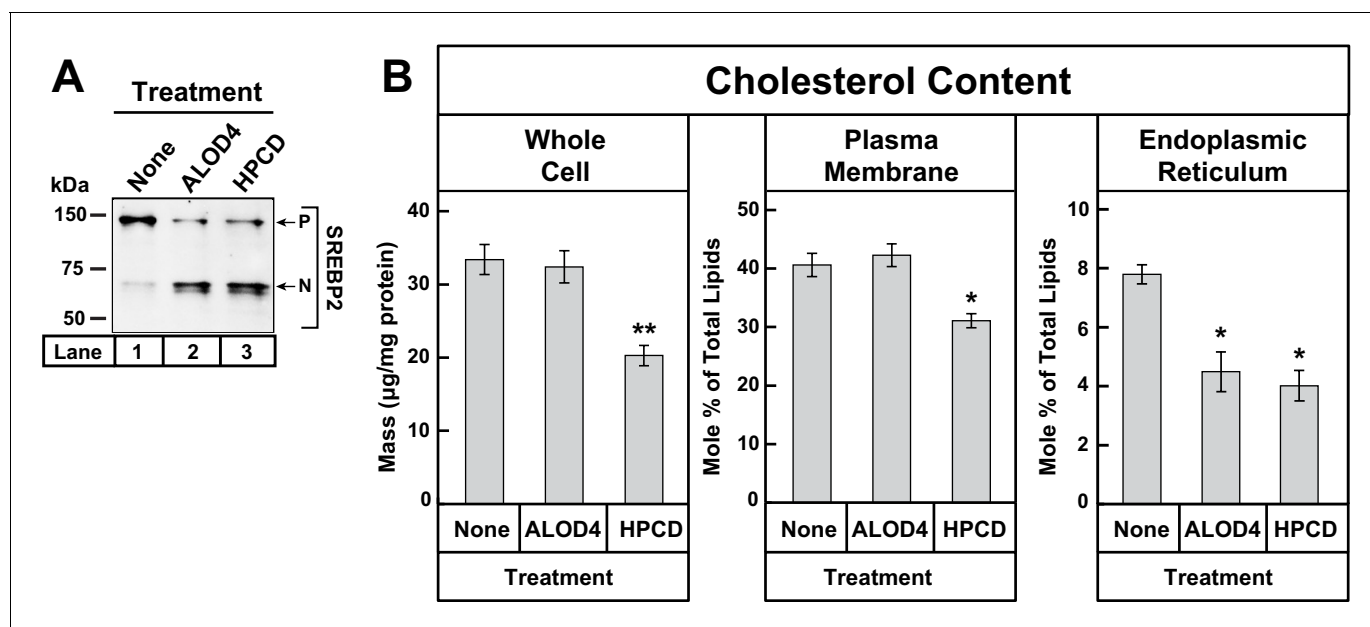 A
Treatment
None
ALOD4
HPCD
kDa
150
75
50
P
N
SREBP2
Lane 1 2 3
B
Cholesterol Content
Whole
Cell
Mass (µg/mg protein)
40
30
20
10
0
**
None ALOD4 HPCD
Treatment
Plasma
Membrane
Mole % of Total Lipids
50
40
30
20
10
0
*
None ALOD4 HPCD
Treatment
Endoplasmic
Reticulum
Mole % of Total Lipids
10
8
6
4
2
0
*
*
None ALOD4 HPCD
Treatment